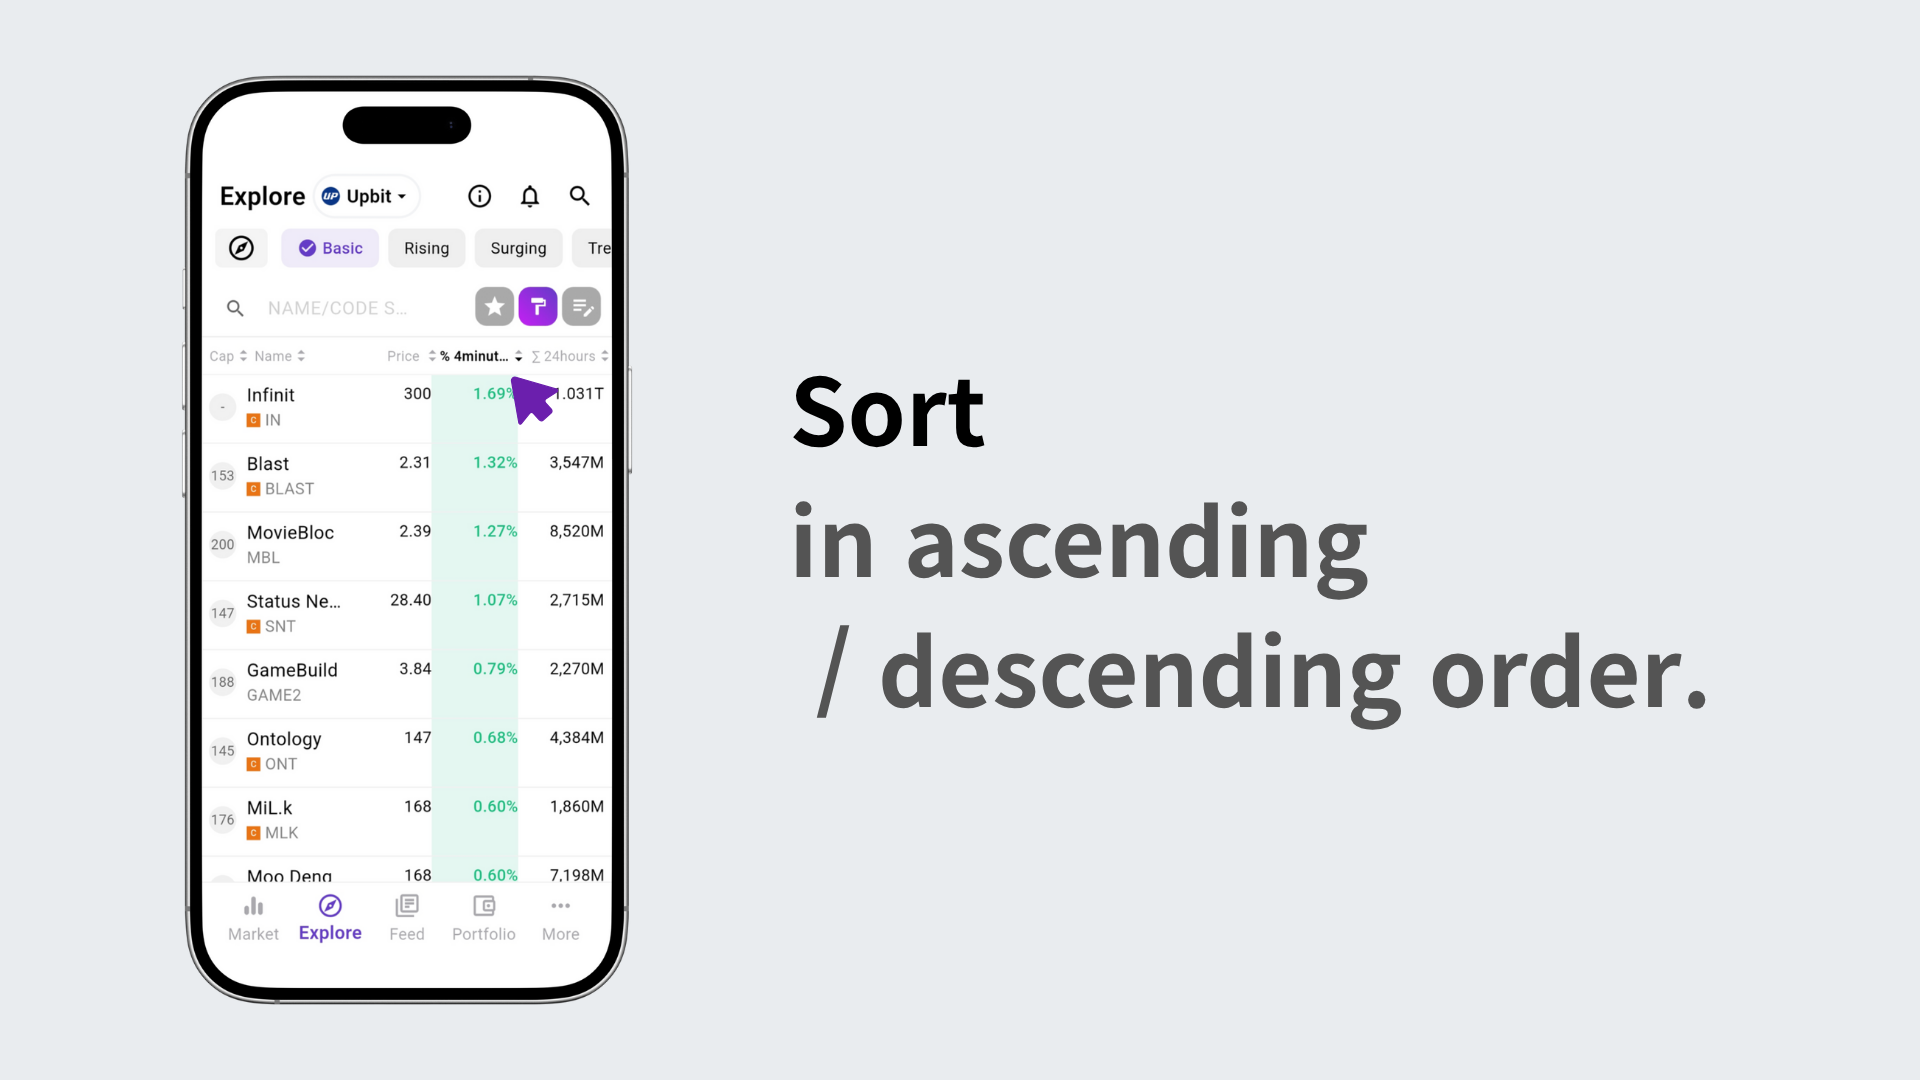 Explore UP Upbit
Basic Rising Surging Tre
NAME/CODE S...
Cap Name Price % 4minut... Σ 24hours
- Infinit 300 1.69% 1.031T
C IN
153 Blast 2.31 1.32% 3,547M
C BLAST
200 MovieBloc 2.39 1.27% 8,520M
MBL
147 Status Ne... 28.40 1.07% 2,715M
C SNT
188 GameBuild 3.84 0.79% 2,270M
GAME2
145 Ontology 147 0.68% 4,384M
C ONT
176 MiL.k 168 0.60% 1,860M
C MLK
Moo Deng 168 0.60% 7,198M
Market Explore Feed Portfolio More
Sort
in ascending
/ descending order.